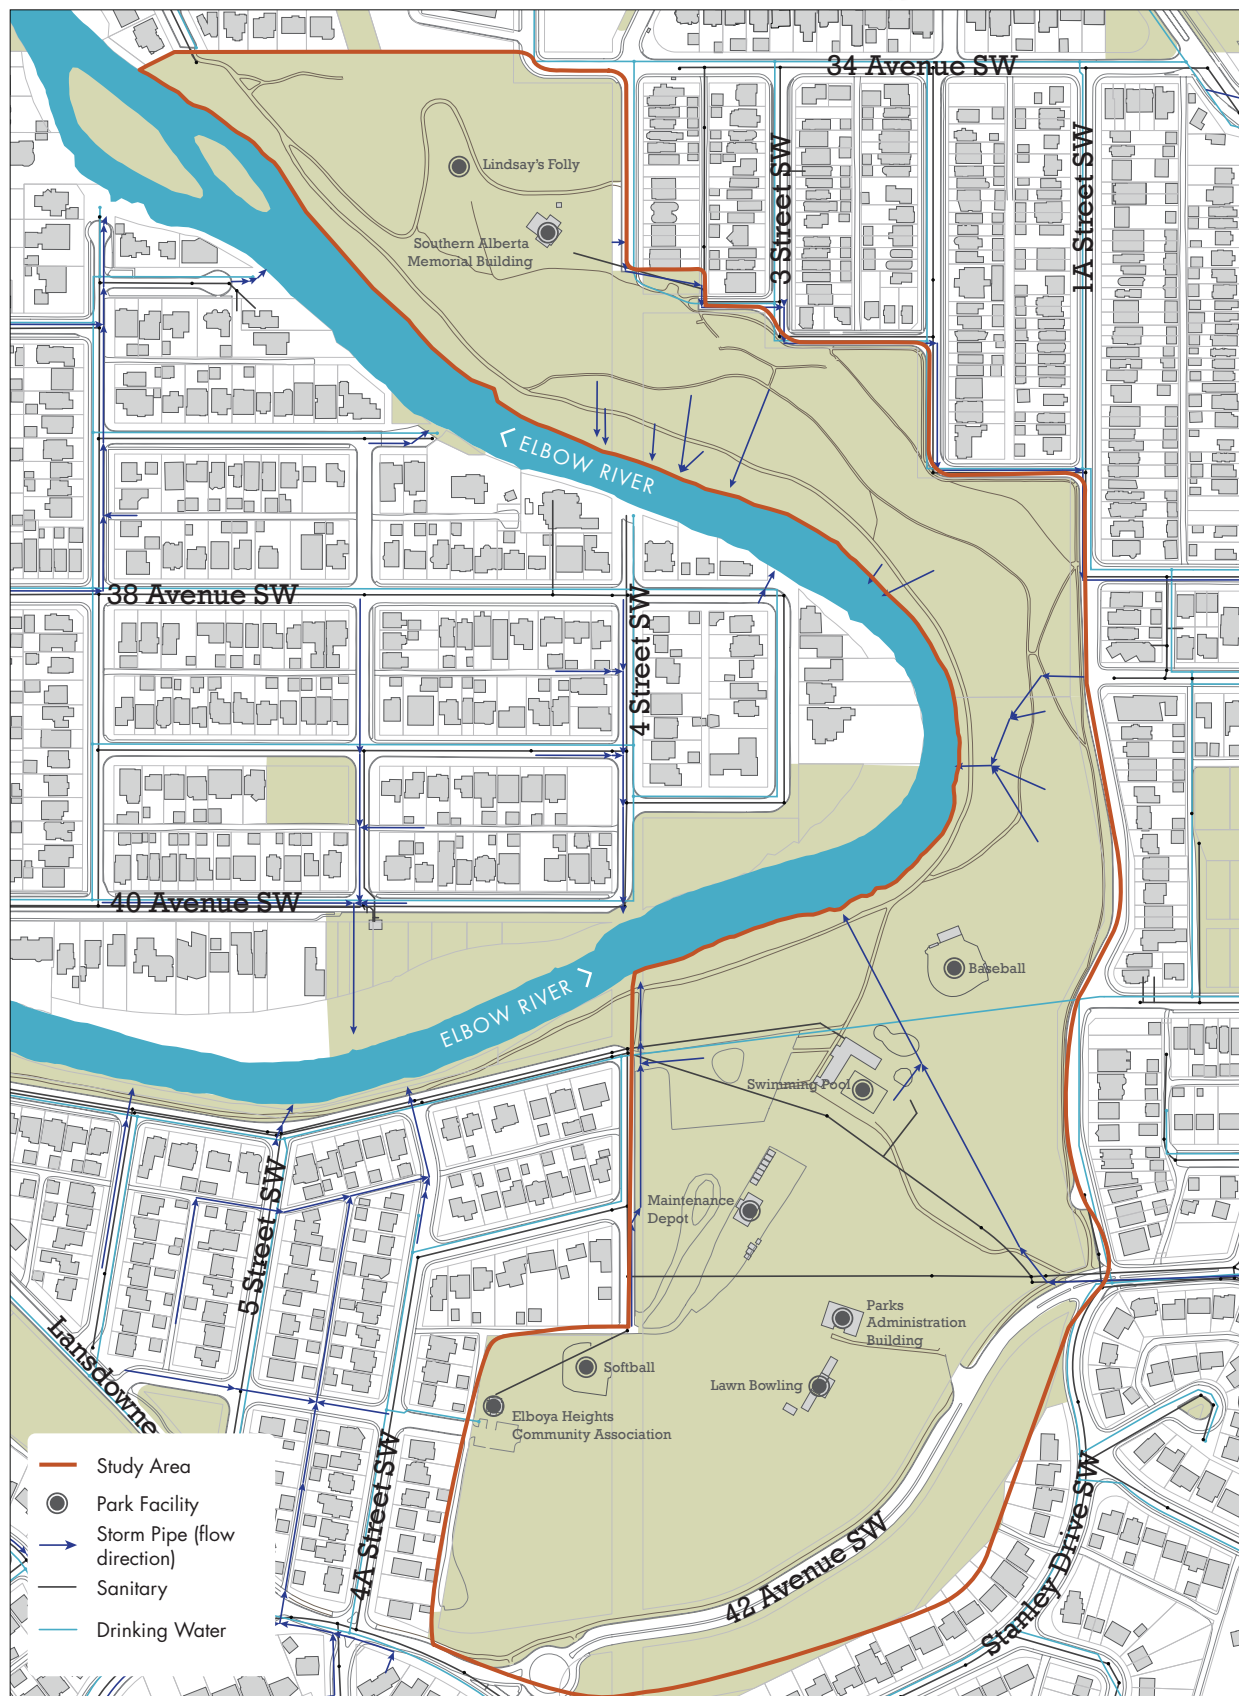 34 Avenue SW
3 Street SW
1A Street SW
Lindsay's Folly
Southern Alberta
Memorial Building
< ELBOW RIVER
38 Avenue SW
4 Street SW
40 Avenue SW
ELBOW RIVER >
Baseball
Swimming Pool
Maintenance
Depot
5 Street SW
Parks
Administration
Building
Lansdowne
Softball
Lawn Bowling
Elboya Heights
Community Association
4A Street SW
42 Avenue SW
Stanley Drive SW
Study Area
Park Facility
Storm Pipe (flow
direction)
Sanitary
Drinking Water